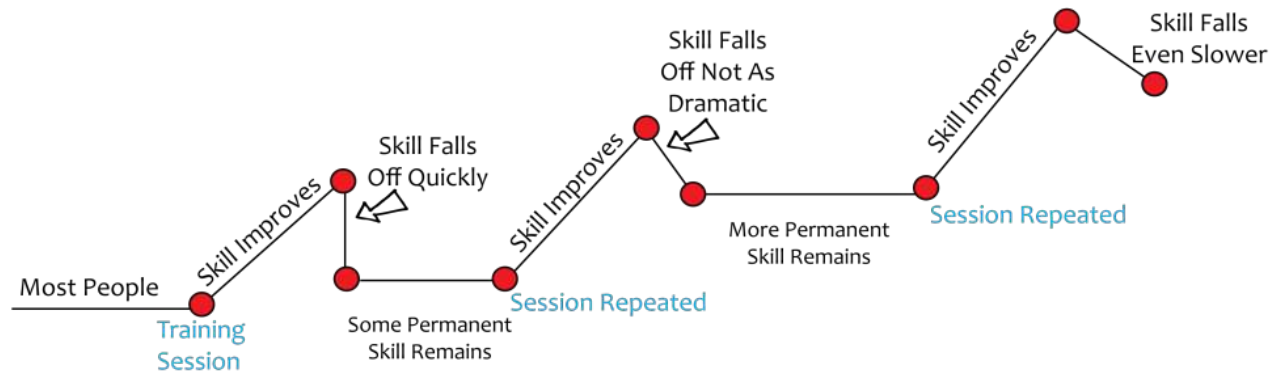 Most People
Training
Session
Skill Improves
Skill Falls
Off Quickly
Some Permanent
Skill Remains
Session Repeated
Skill Improves
Skill Falls
Off Not As
Dramatic
More Permanent
Skill Remains
Session Repeated
Skill Improves
Skill Falls
Even Slower